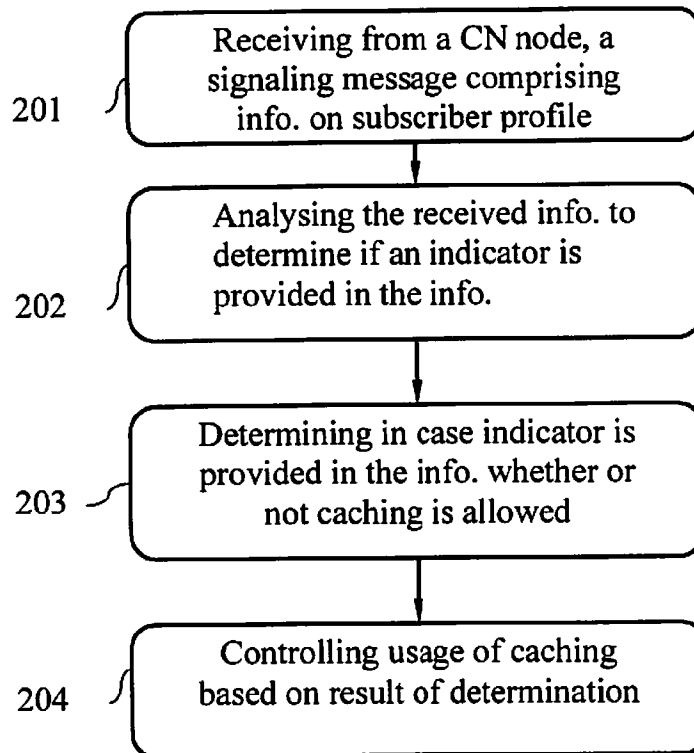 Receiving from a CN node, a
signaling message comprising
info. on subscriber profile
201
Analysing the received info. to
determine if an indicator is
provided in the info.
202
Determining in case indicator is
provided in the info. whether or
not caching is allowed
203
Controlling usage of caching
based on result of determination
204